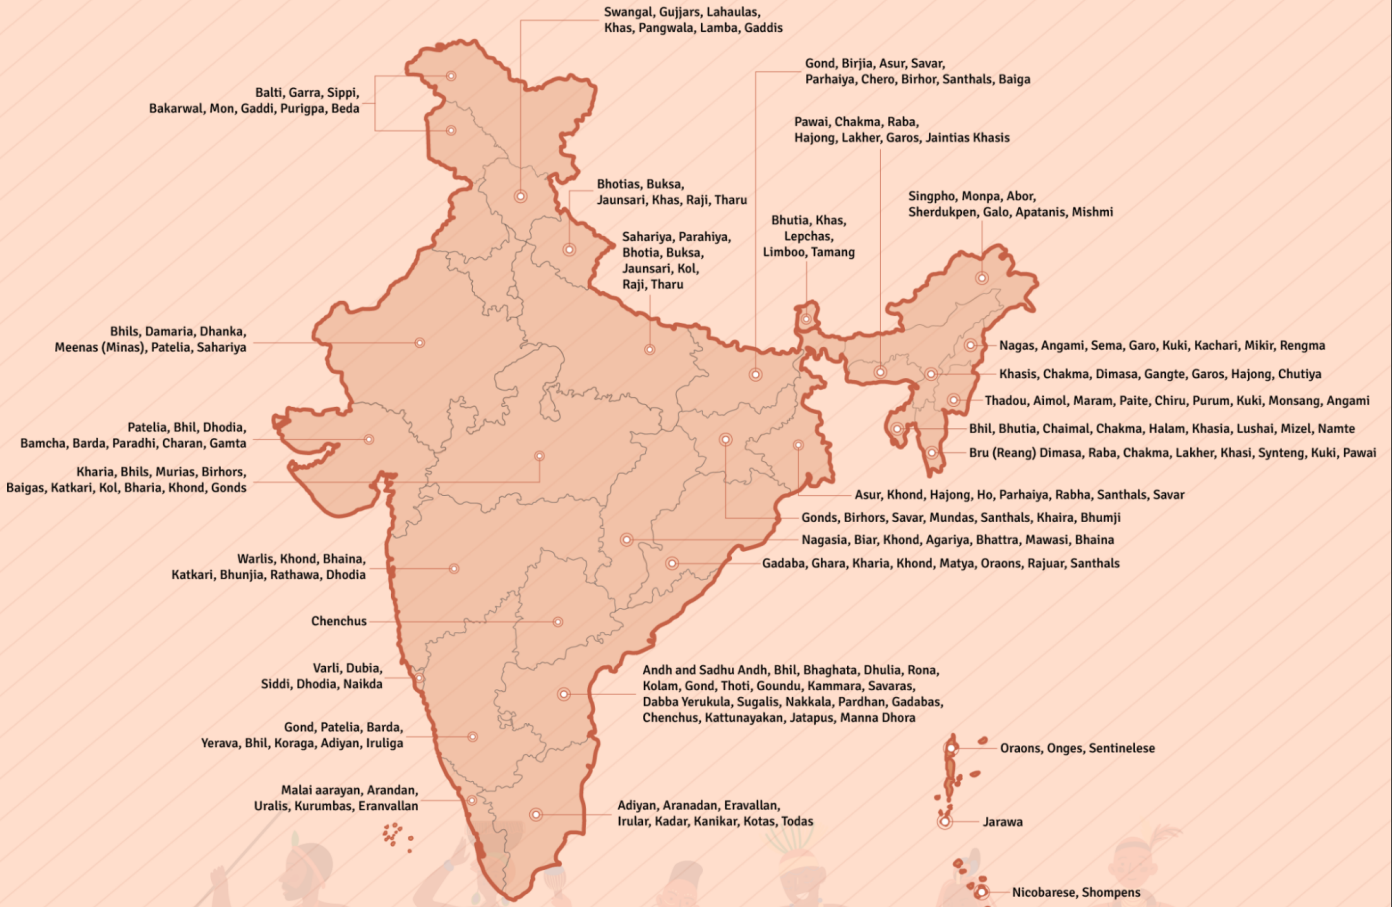 Swangal, Gujjars, Lahaulas,
Khas, Pangwala, Lamba, Gaddis
Gond, Birjia, Asur, Savar,
Parhaiya, Chero, Birhor, Santhals, Baiga
Balti, Garra, Sippi,
Bakarwal, Mon, Gaddi, Purigpa, Beda
Pawai, Chakma, Raba,
Hajong, Lakher, Garos, Jaintias Khasis
Bhotias, Buksa,
Jaunsari, Khas, Raji, Tharu
Singpho, Monpa, Abor,
Sherdukpen, Galo, Apatanis, Mishmi
Bhutia, Khas,
Lepchas,
Limboo, Tamang
Sahariya, Parahiya,
Bhotia, Buksa,
Jaunsari, Kol,
Raji, Tharu
Bhils, Damaria, Dhanka,
Meenas (Minas), Patelia, Sahariya
Nagas, Angami, Sema, Garo, Kuki, Kachari, Mikir, Rengma
Khasis, Chakma, Dimasa, Gangte, Garos, Hajong, Chutiya
Thadou, Aimol, Maram, Paite, Chiru, Purum, Kuki, Monsang, Angami
Patelia, Bhil, Dhodia,
Bamcha, Barda, Paradhi, Charan, Gamta
Bhil, Bhutia, Chaimal, Chakma, Halam, Khasia, Lushai, Mizel, Namte
Bru (Reang) Dimasa, Raba, Chakma, Lakher, Khasi, Synteng, Kuki, Pawai
Kharia, Bhils, Murias, Birhors,
Baigas, Katkari, Kol, Bharia, Khond, Gonds
Asur, Khond, Hajong, Ho, Parhaiya, Rabha, Santhals, Savar
Gonds, Birhors, Savar, Mundas, Santhals, Khaira, Bhumji
Nagasia, Biar, Khond, Agariya, Bhattra, Mawasi, Bhaina
Gadaba, Ghara, Kharia, Khond, Matya, Oraons, Rajuar, Santhals
Warlis, Khond, Bhaina,
Katkari, Bhunjia, Rathawa, Dhodia
Chenchus
Varli, Dubia,
Siddi, Dhodia, Naikda
Andh and Sadhu Andh, Bhil, Bhaghata, Dhulia, Rona,
Kolam, Gond, Thoti, Goundu, Kammara, Savaras,
Dabba Yerukula, Sugalis, Nakkala, Pardhan, Gadabas,
Chenchus, Kattunayakan, Jatapus, Manna Dhora
Gond, Patelia, Barda,
Yerava, Bhil, Koraga, Adiyan, Iruliga
Oraons, Onges, Sentinelese
Malai aarayan, Arandan,
Uralis, Kurumbas, Eranvallan
Adiyan, Aranadan, Eravallan,
Irular, Kadar, Kanikar, Kotas, Todas
Jarawa
Nicobarese, Shompens